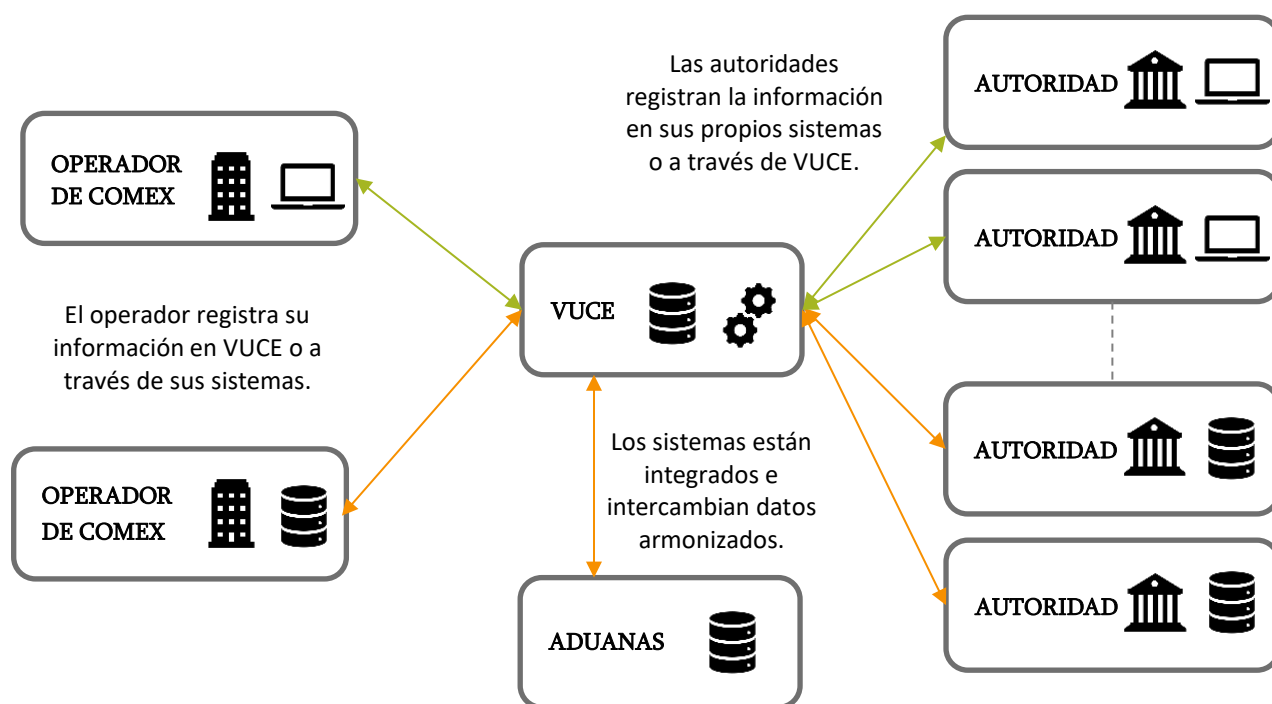 Las autoridades
registran la información
en sus propios sistemas
o a través de VUCE.
AUTORIDAD
OPERADOR
DE COMEX
AUTORIDAD
VUCE
El operador registra su
información en VUCE o a
través de sus sistemas.
AUTORIDAD
Los sistemas están
integrados e
intercambian datos
armonizados.
OPERADOR
DE COMEX
AUTORIDAD
ADUANAS